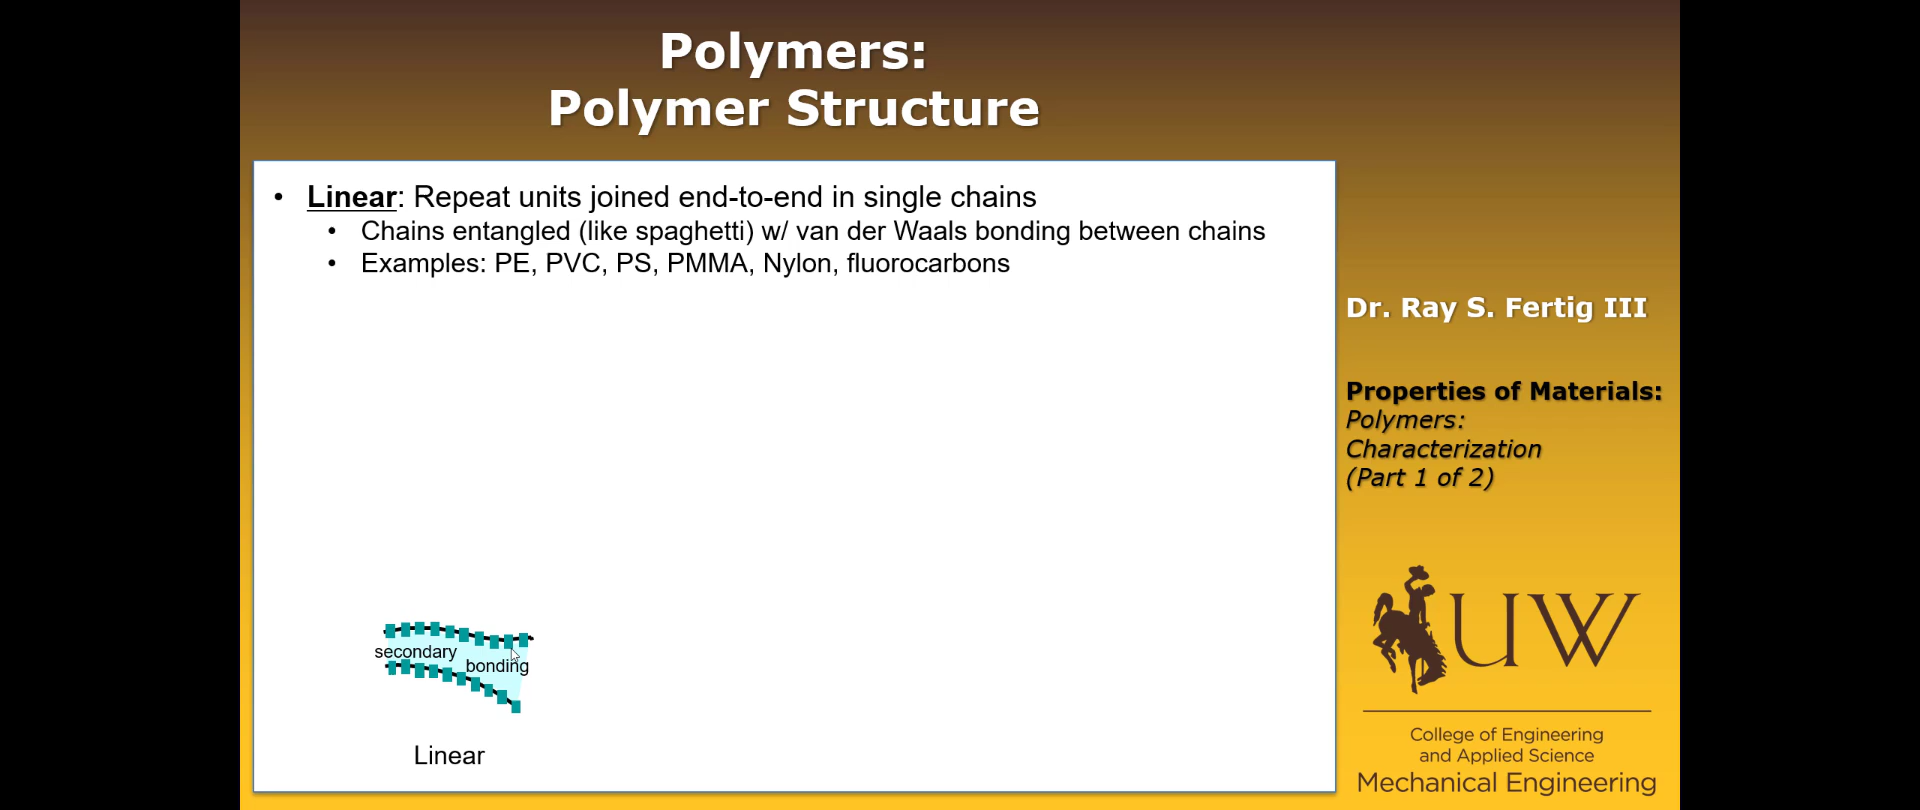 Polymers:
Polymer Structure
• Linear: Repeat units joined end-to-end in single chains
• Chains entangled (like spaghetti) w/ van der Waals bonding between chains
• Examples: PE, PVC, PS, PMMA, Nylon, fluorocarbons
secondary
bonding
Linear
Dr. Ray S. Fertig III
Properties of Materials:
Polymers:
Characterization
(Part 1 of 2)
UW
College of Engineering
and Applied Science
Mechanical Engineering